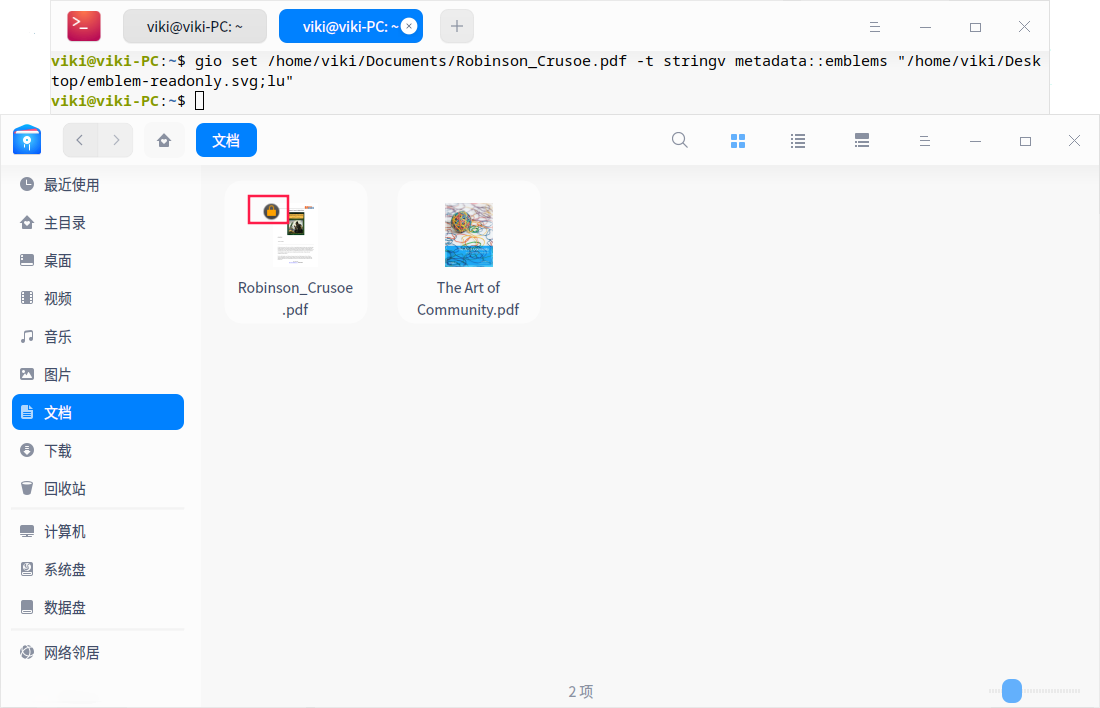 viki@viki-PC: ~
viki@viki-PC: ~
viki@viki-PC:~$ gio set /home/viki/Documents/Robinson_Crusoe.pdf -t stringv metadata::emblems "/home/viki/Desk
top/emblem-readonly.svg;lu"
viki@viki-PC:~$
文档
最近使用
主目录
桌面
视频
音乐
图片
文档
下载
回收站
计算机
系统盘
数据盘
网络邻居
Robinson_Crusoe
.pdf
The Art of
Community.pdf
2 项